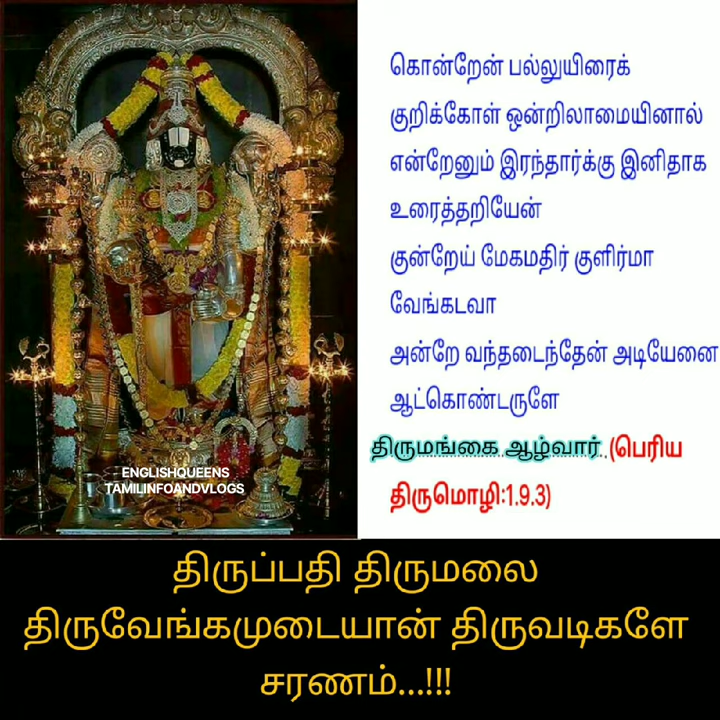 கொன்றேன் பல்லுயிரைக்
குறிக்கோள் ஒன்றிலாமையினால்
என்றேனும் இரந்தார்க்கு இனிதாக
உரைத்தறியேன்
குன்றேய் மேகமதிர் குளிர்மா
வேங்கடவா
அன்றே வந்தடைந்தேன் அடியேனை
ஆட்கொண்டருளே
திருமங்கை ஆழ்வார்..(பெரிய
திருமொழி:1.9.3)
ENGLISHQUEENS
TAMILINFOANDVLOGS
திருப்பதி திருமலை
திருவேங்கமுடையான் திருவடிகளே
சரணம்...!!!